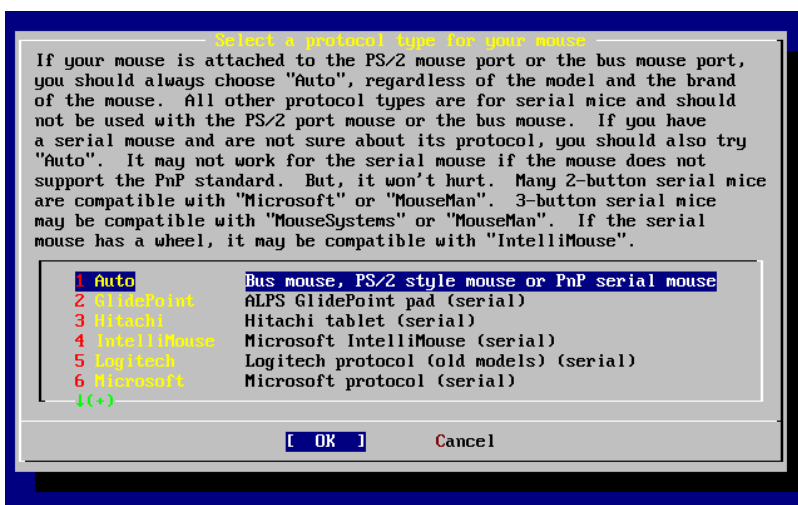 Select a protocol type for your mouse
If your mouse is attached to the PS/2 mouse port or the bus mouse port,
you should always choose "Auto", regardless of the model and the brand
of the mouse.  All other protocol types are for serial mice and should
not be used with the PS/2 port mouse or the bus mouse.  If you have
a serial mouse and are not sure about its protocol, you should also try
"Auto".  It may not work for the serial mouse if the mouse does not
support the PnP standard.  But, it won't hurt.  Many 2-button serial mice
are compatible with "Microsoft" or "MouseMan".  3-button serial mice
may be compatible with "MouseSystems" or "MouseMan".  If the serial
mouse has a wheel, it may be compatible with "IntelliMouse".
1 Auto Bus mouse, PS/2 style mouse or PnP serial mouse
2 GlidePoint ALPS GlidePoint pad (serial)
3 Hitachi Hitachi tablet (serial)
4 IntelliMouse Microsoft IntelliMouse (serial)
5 Logitech Logitech protocol (old models) (serial)
6 Microsoft Microsoft protocol (serial)
↓(+)
[ OK ] Cancel